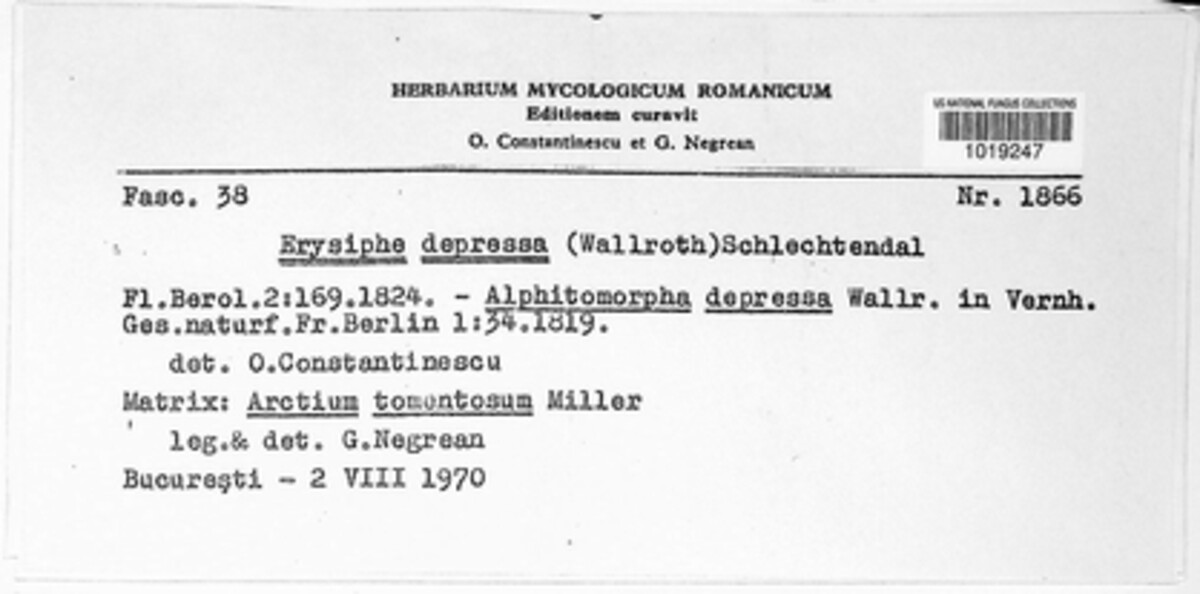 HERBARIUM MYCOLOGICUM ROMANICUM
Editionem curavit
O. Constantinescu et G. Negrean
US NATIONAL FUNGUS COLLECTIONS
1019247
Fasc. 38 Nr. 1866
Erysiphe depressa (Wallroth)Schlechtendal
Fl.Berol.2:169.1824. - Alphitomorpha depressa Wallr. in Vernh.
Ges.naturf.Fr.Berlin 1:34.1819.
det. O.Constantinescu
Matrix: Arctium tomentosum Miller
leg.& det. G.Negrean
București - 2 VIII 1970